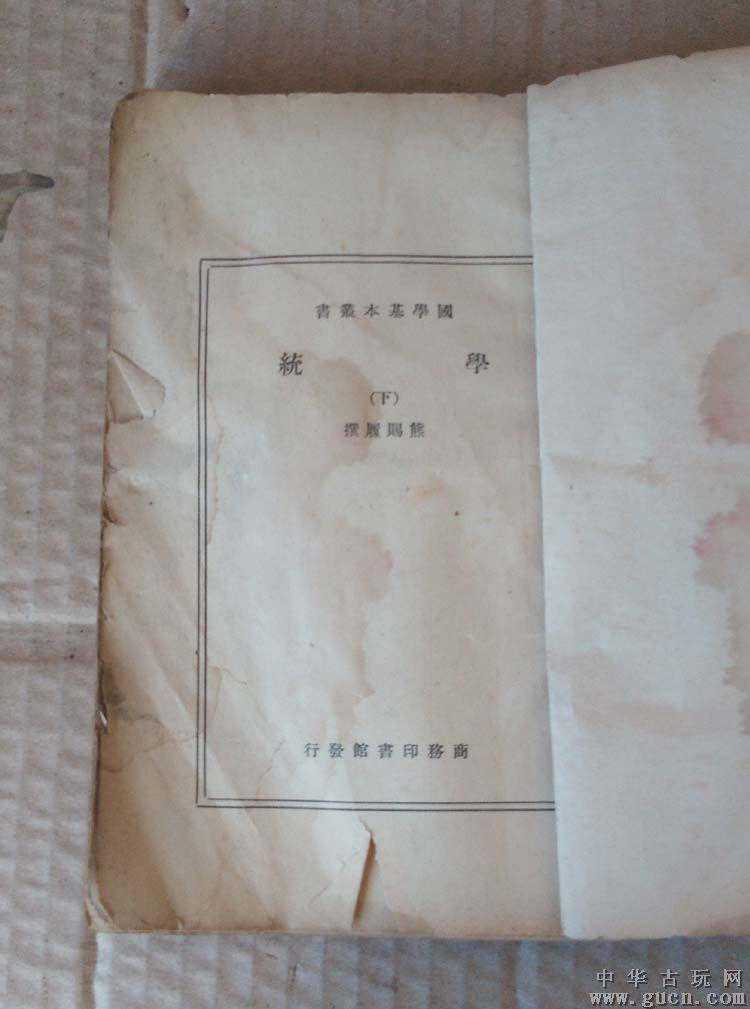 國學基本叢書
學統
(下)
熊賜履撰
商務印書館發行
中华古玩网
www.gucn.com